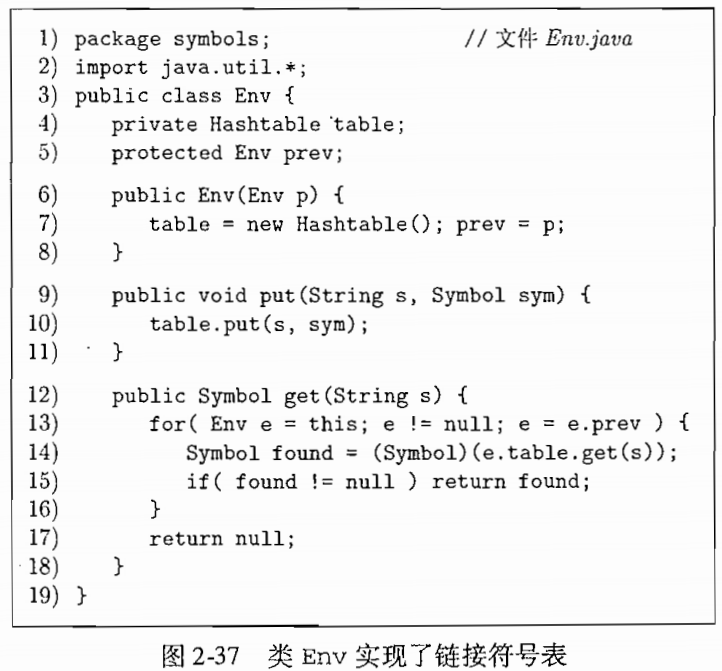 1) package symbols; // 文件 Env.java
2) import java.util.*;
3) public class Env {
4) private Hashtable table;
5) protected Env prev;
6) public Env(Env p) {
7) table = new Hashtable(); prev = p;
8) }
9) public void put(String s, Symbol sym) {
10) table.put(s, sym);
11) }
12) public Symbol get(String s) {
13) for( Env e = this; e != null; e = e.prev ) {
14) Symbol found = (Symbol)(e.table.get(s));
15) if( found != null ) return found;
16) }
17) return null;
18) }
19) }
图 2-37 类 Env 实现了链接符号表